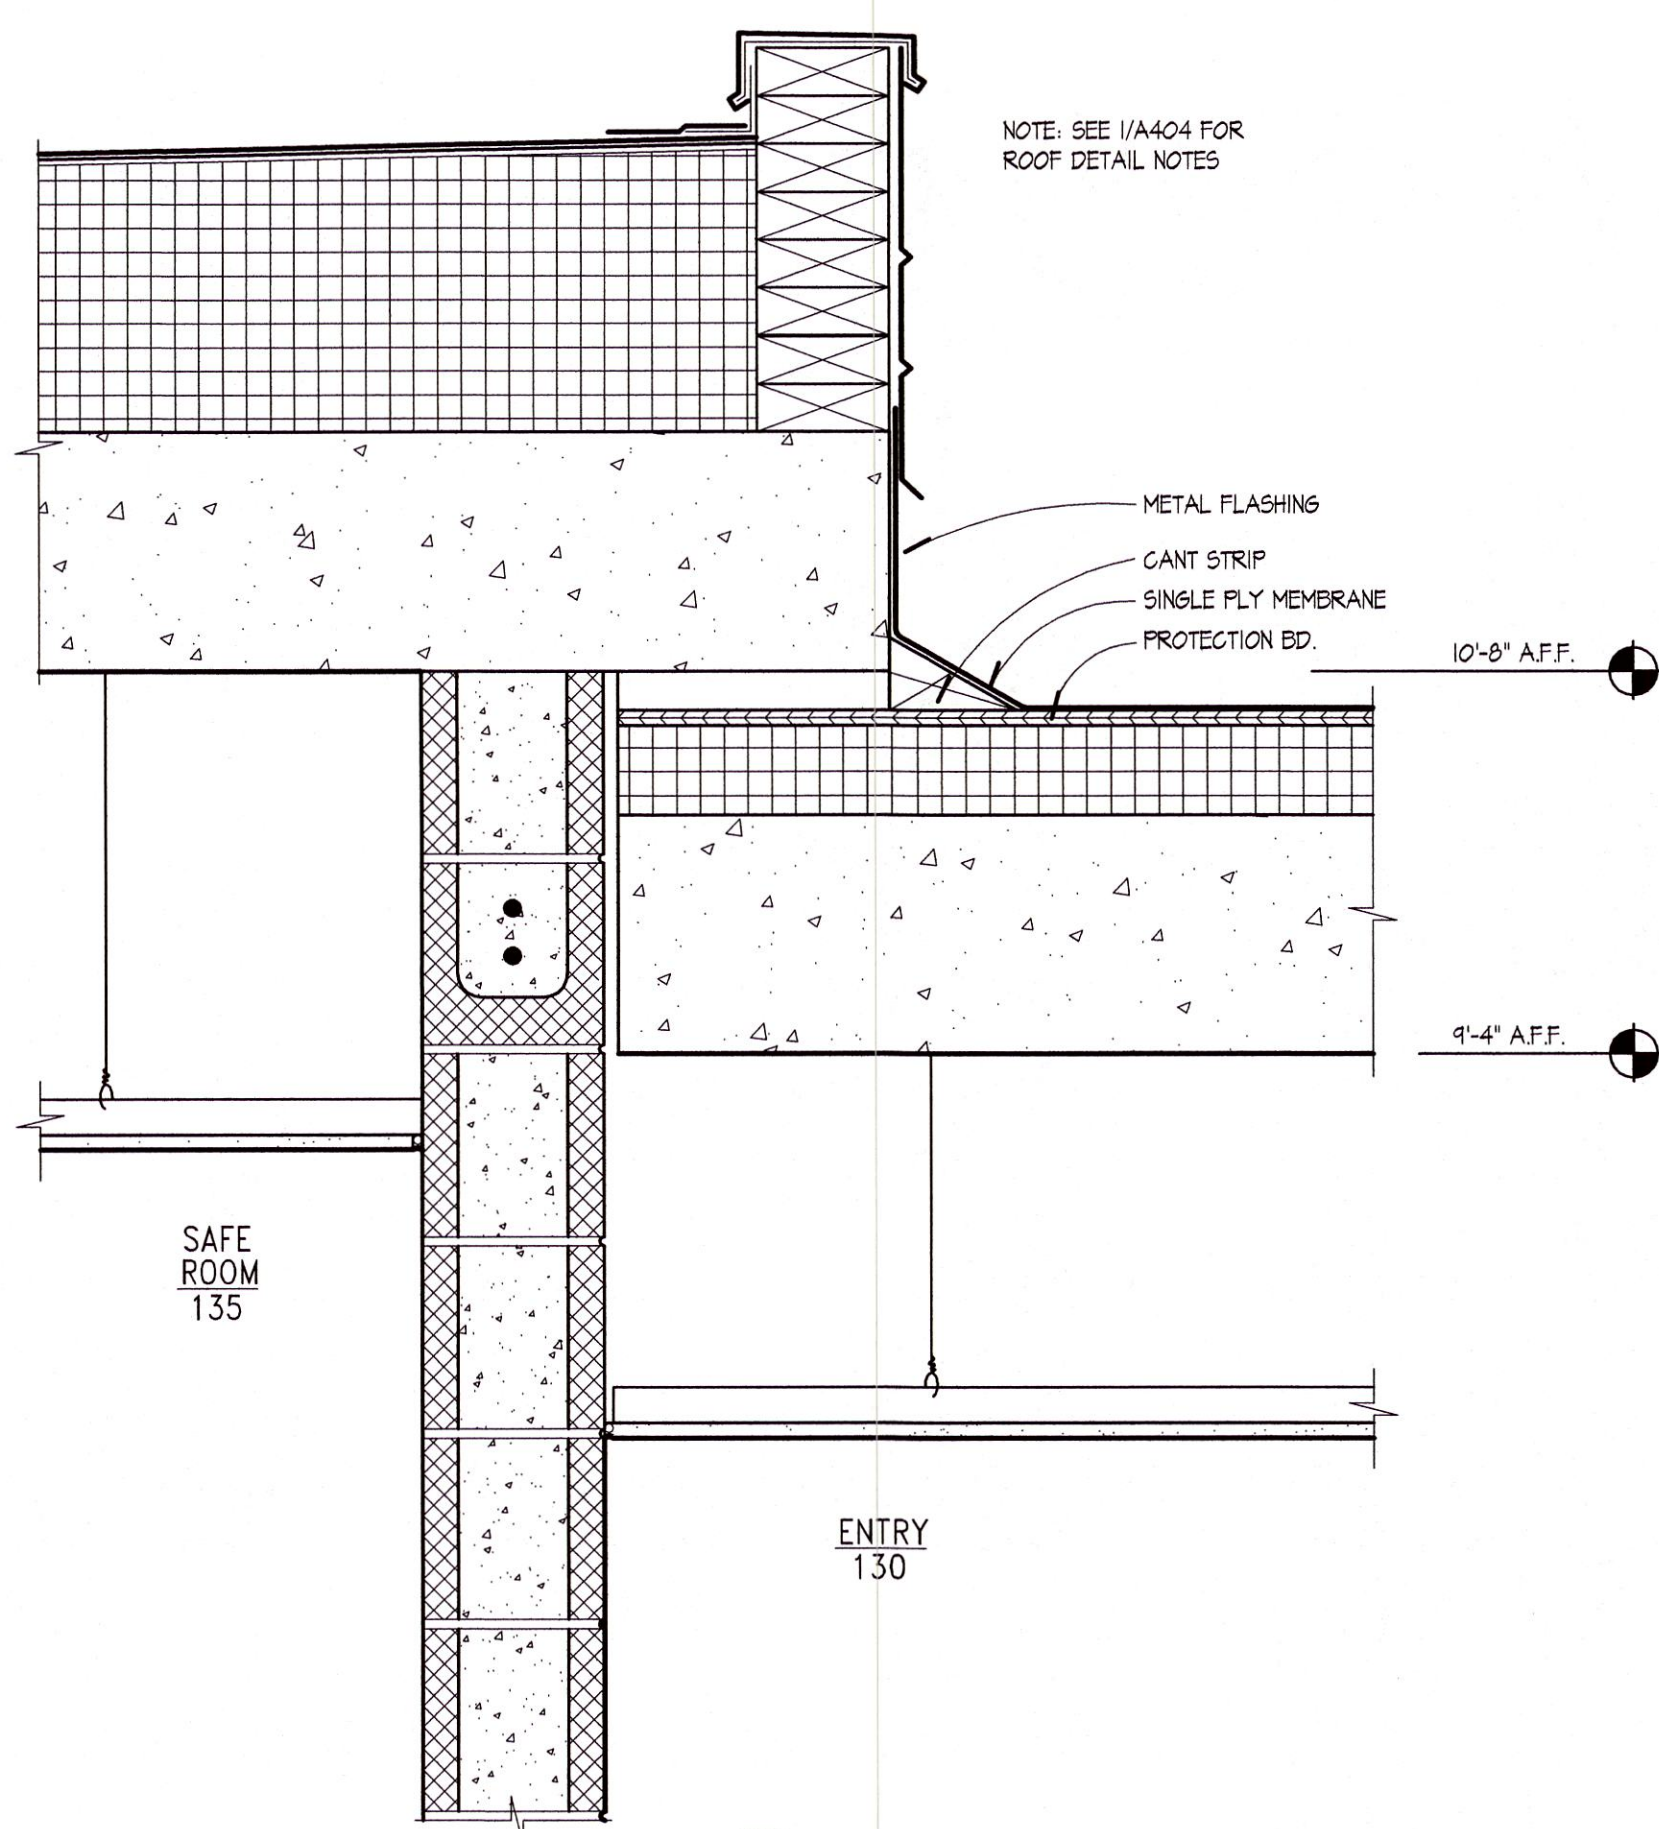 NOTE: SEE 1/A404 FOR
ROOF DETAIL NOTES
METAL FLASHING
CANT STRIP
SINGLE PLY MEMBRANE
PROTECTION BD.
10'-8" A.F.F.
9'-4" A.F.F.
SAFE
ROOM
135
ENTRY
130